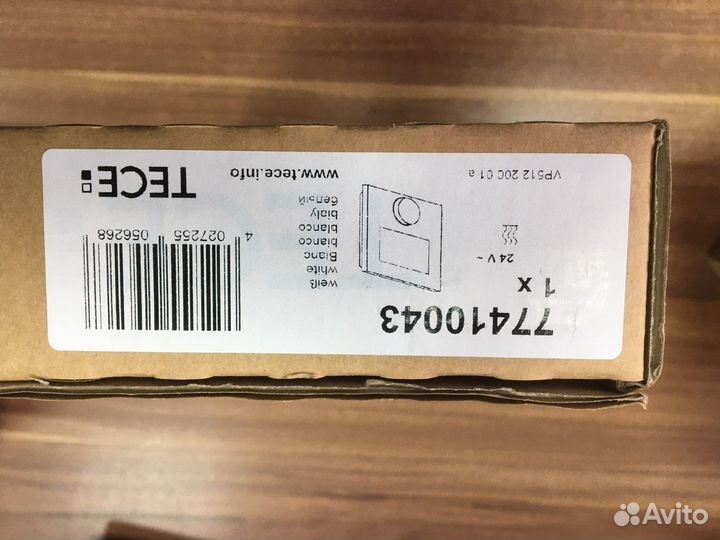 77410043
1 x
24 V ~
weiß
white
Blanc
bianco
blanco
biały
белый
4 027255 056268
VP512 20C 01 a
www.tece.info
TECE
Avito